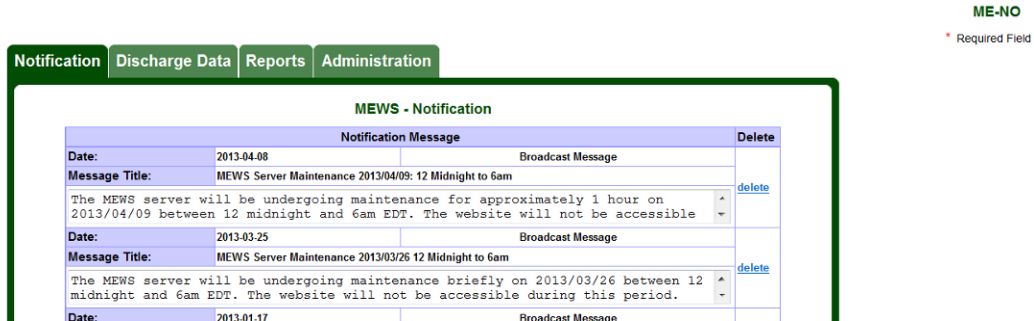 ME-NO
* Required Field
Notification Discharge Data Reports Administration
MEWS - Notification
Notification Message Delete
Date: 2013-04-08 Broadcast Message
Message Title: MEWS Server Maintenance 2013/04/09: 12 Midnight to 6am
delete
The MEWS server will be undergoing maintenance for approximately 1 hour on
2013/04/09 between 12 midnight and 6am EDT. The website will not be accessible
Date: 2013-03-25 Broadcast Message
Message Title: MEWS Server Maintenance 2013/03/26 12 Midnight to 6am
delete
The MEWS server will be undergoing maintenance briefly on 2013/03/26 between 12
midnight and 6am EDT. The website will not be accessible during this period.
Date: 2013-01-17 Broadcast Message